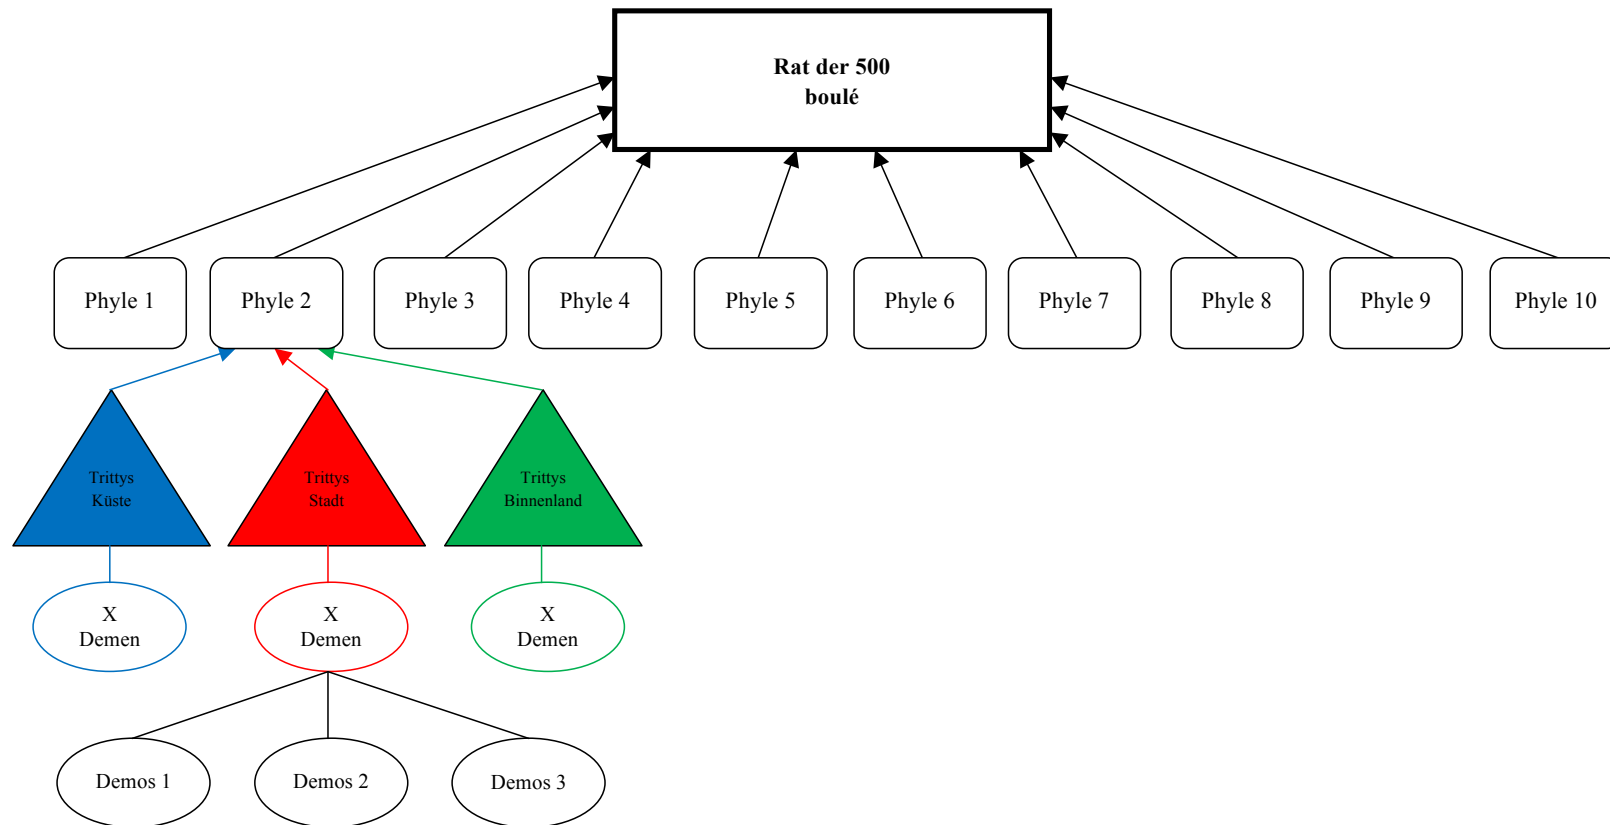 Rat der 500
boulé
Phyle 1
Phyle 2
Phyle 3
Phyle 4
Phyle 5
Phyle 6
Phyle 7
Phyle 8
Phyle 9
Phyle 10
Trittys
Küste
Trittys
Stadt
Trittys
Binnenland
X
Demen
X
Demen
X
Demen
Demos 1
Demos 2
Demos 3